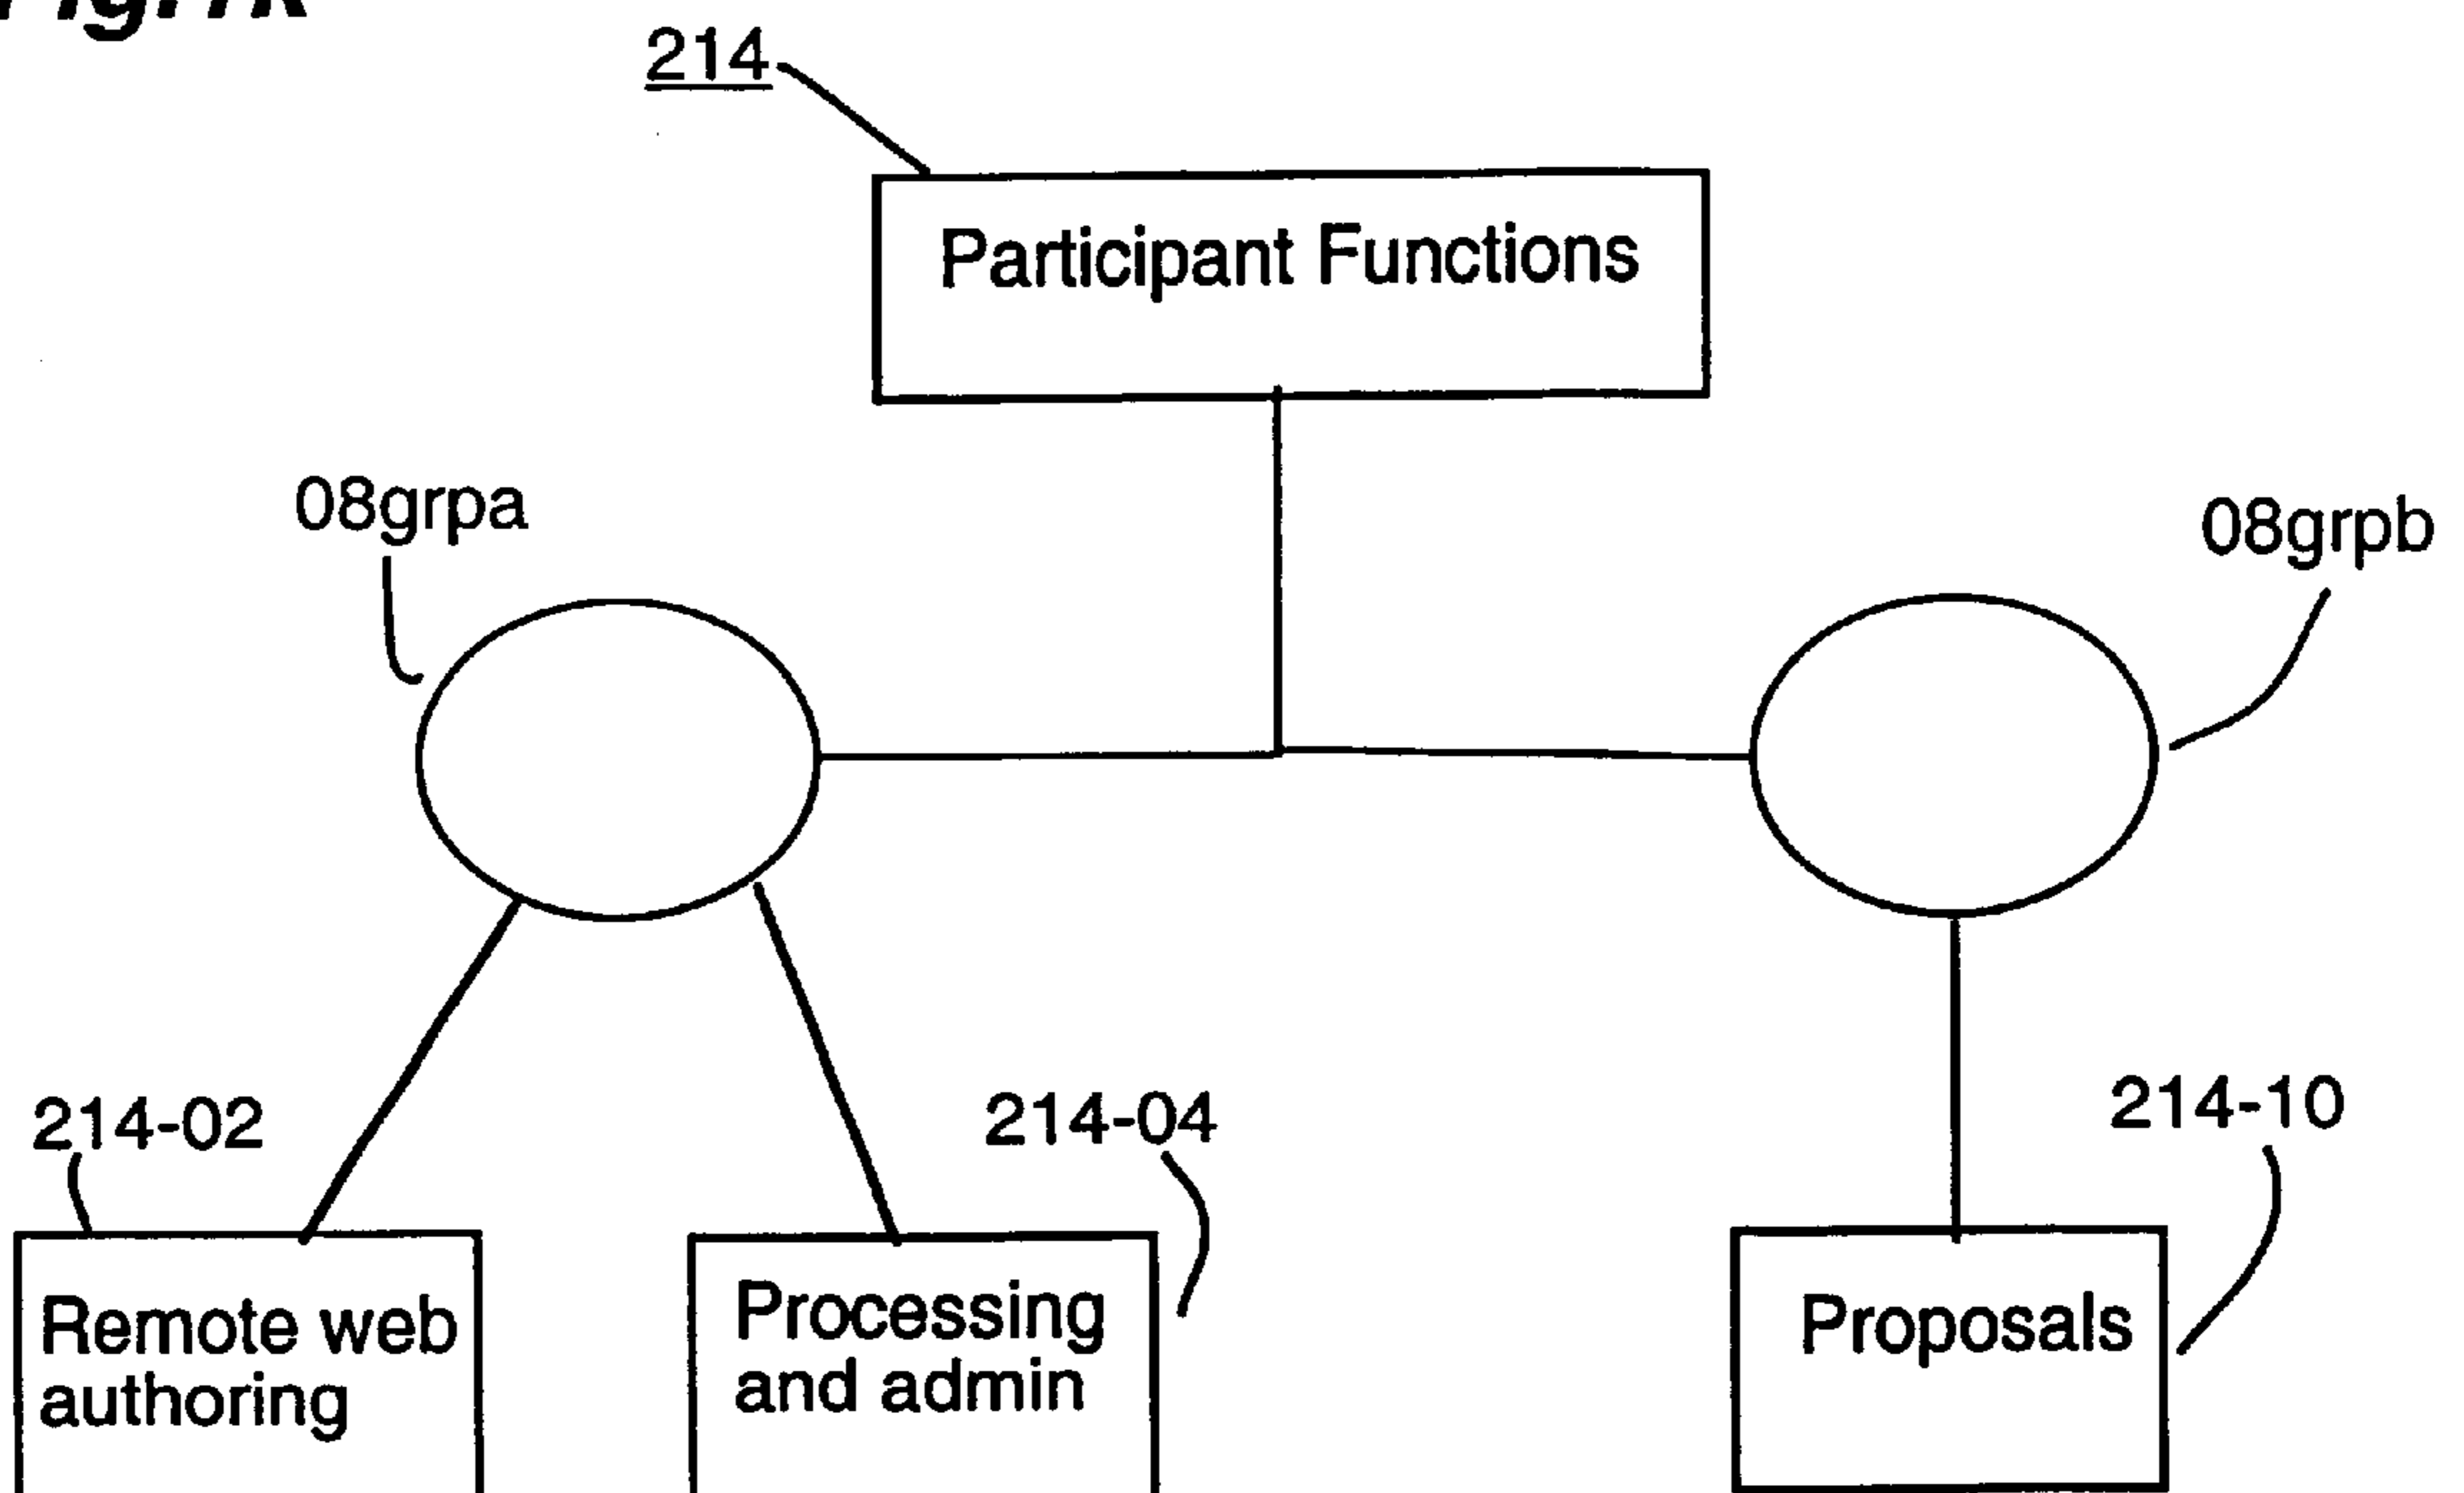 214
Participant Functions
08grpa
08grpb
214-02
214-04
214-10
Remote web
authoring
Processing
and admin
Proposals